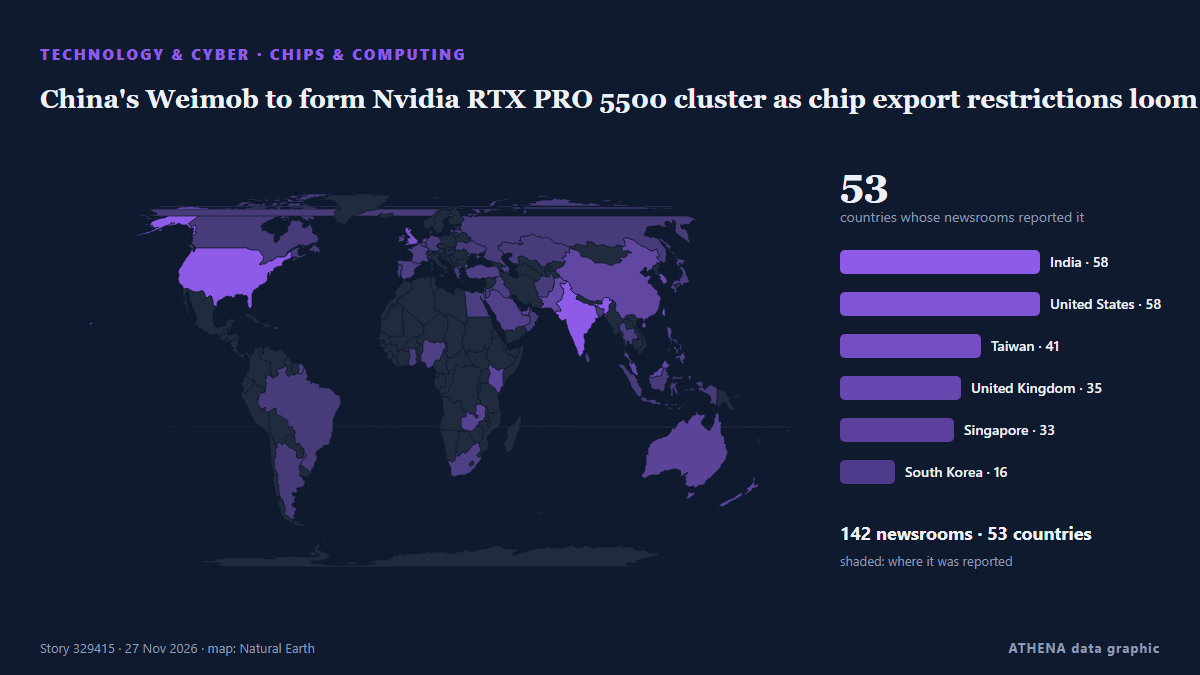 TECHNOLOGY & CYBER · CHIPS & COMPUTING
China's Weimob to form Nvidia RTX PRO 5500 cluster as chip export restrictions loom
53
countries whose newsrooms reported it
India · 58
United States · 58
Taiwan · 41
United Kingdom · 35
Singapore · 33
South Korea · 16
142 newsrooms · 53 countries
shaded: where it was reported
Story 329415 · 27 Nov 2026 · map: Natural Earth
ATHENA data graphic